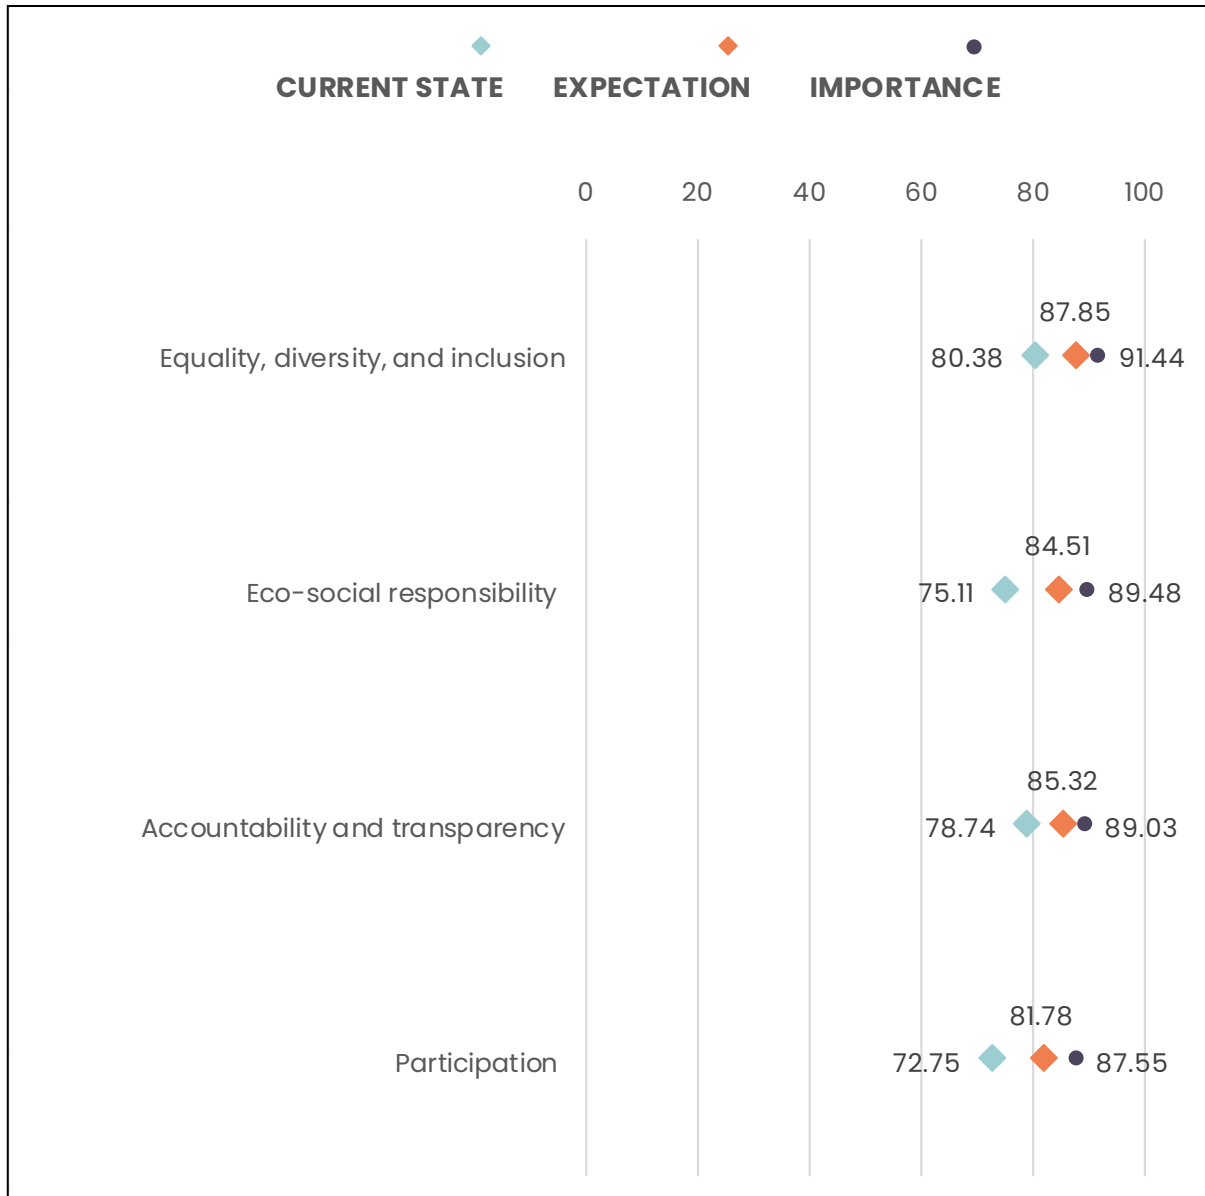 CURRENT STATE EXPECTATION IMPORTANCE
0 20 40 60 80 100
87.85
Equality, diversity, and inclusion 80.38 91.44
84.51
Eco-social responsibility 75.11 89.48
85.32
Accountability and transparency 78.74 89.03
81.78
Participation 72.75 87.55